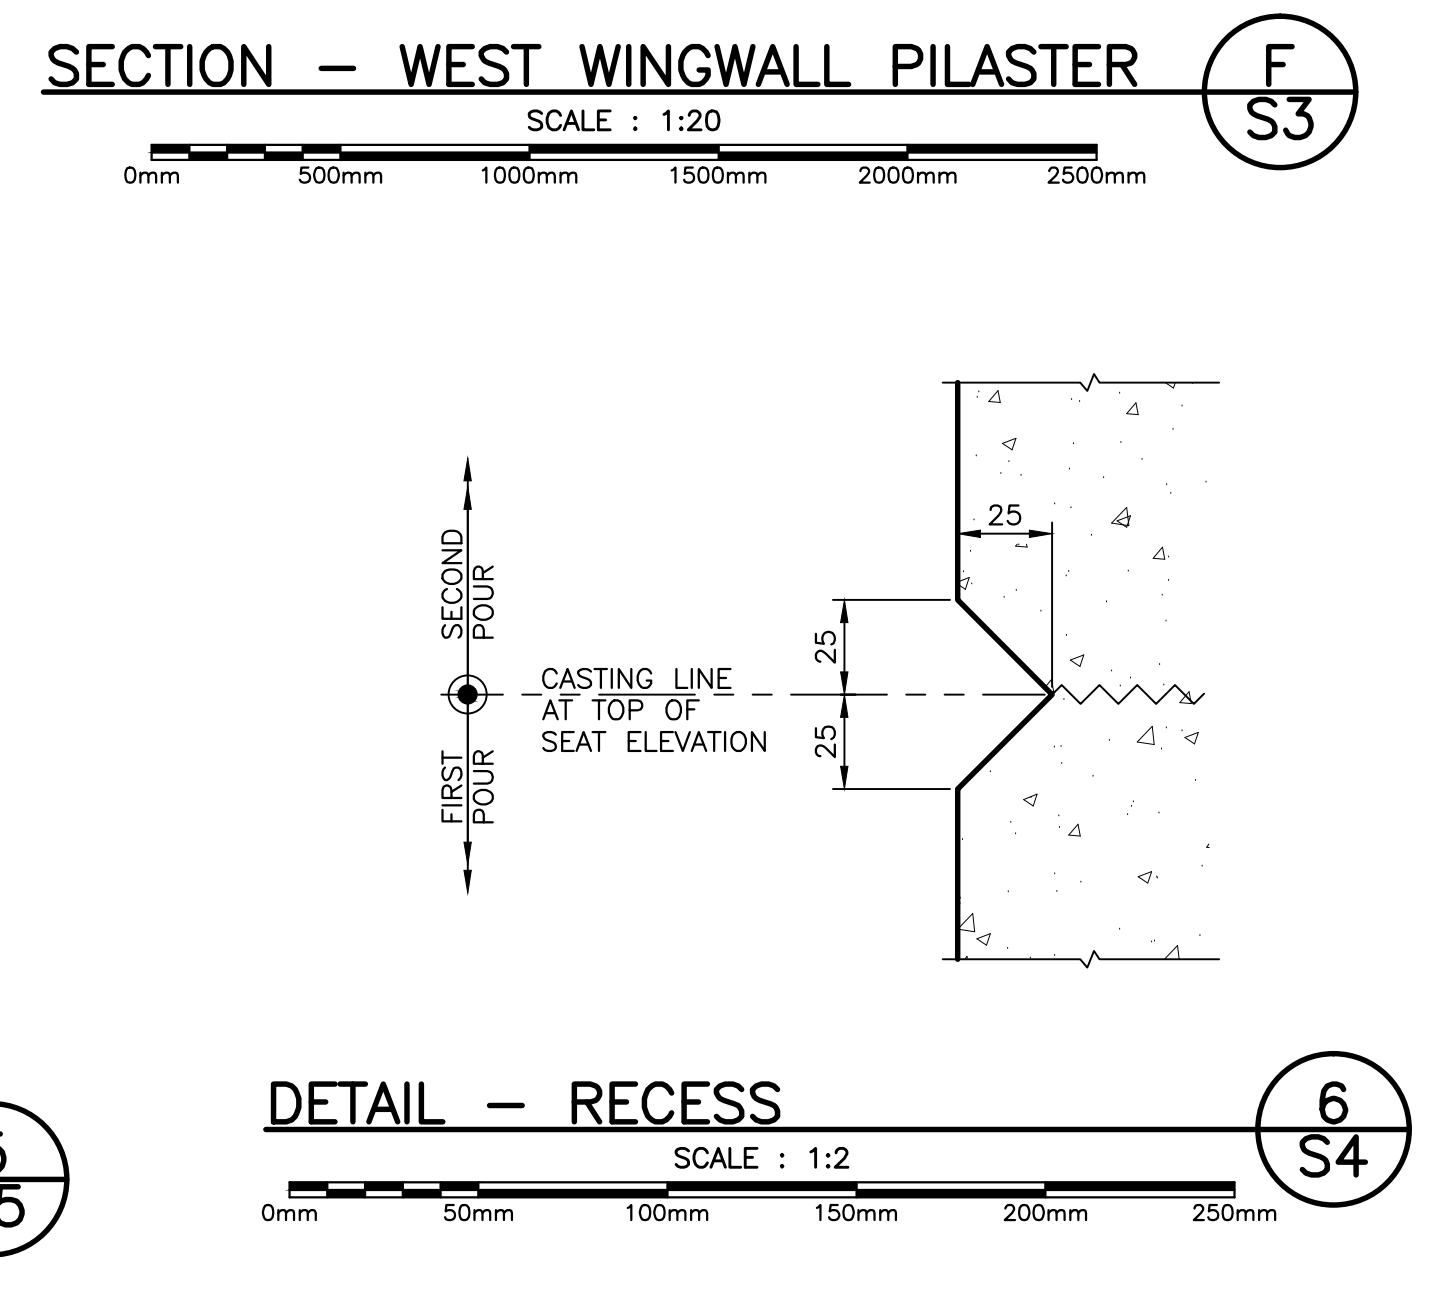 SECTION – WEST WINGWALL PILASTER
F
S3
SCALE : 1:20
0mm 500mm 1000mm 1500mm 2000mm 2500mm
25
SECOND
POUR
25
CASTING LINE
AT TOP OF
SEAT ELEVATION
25
FIRST
POUR
DETAIL – RECESS
6
S4
SCALE : 1:2
5
0mm 50mm 100mm 150mm 200mm 250mm